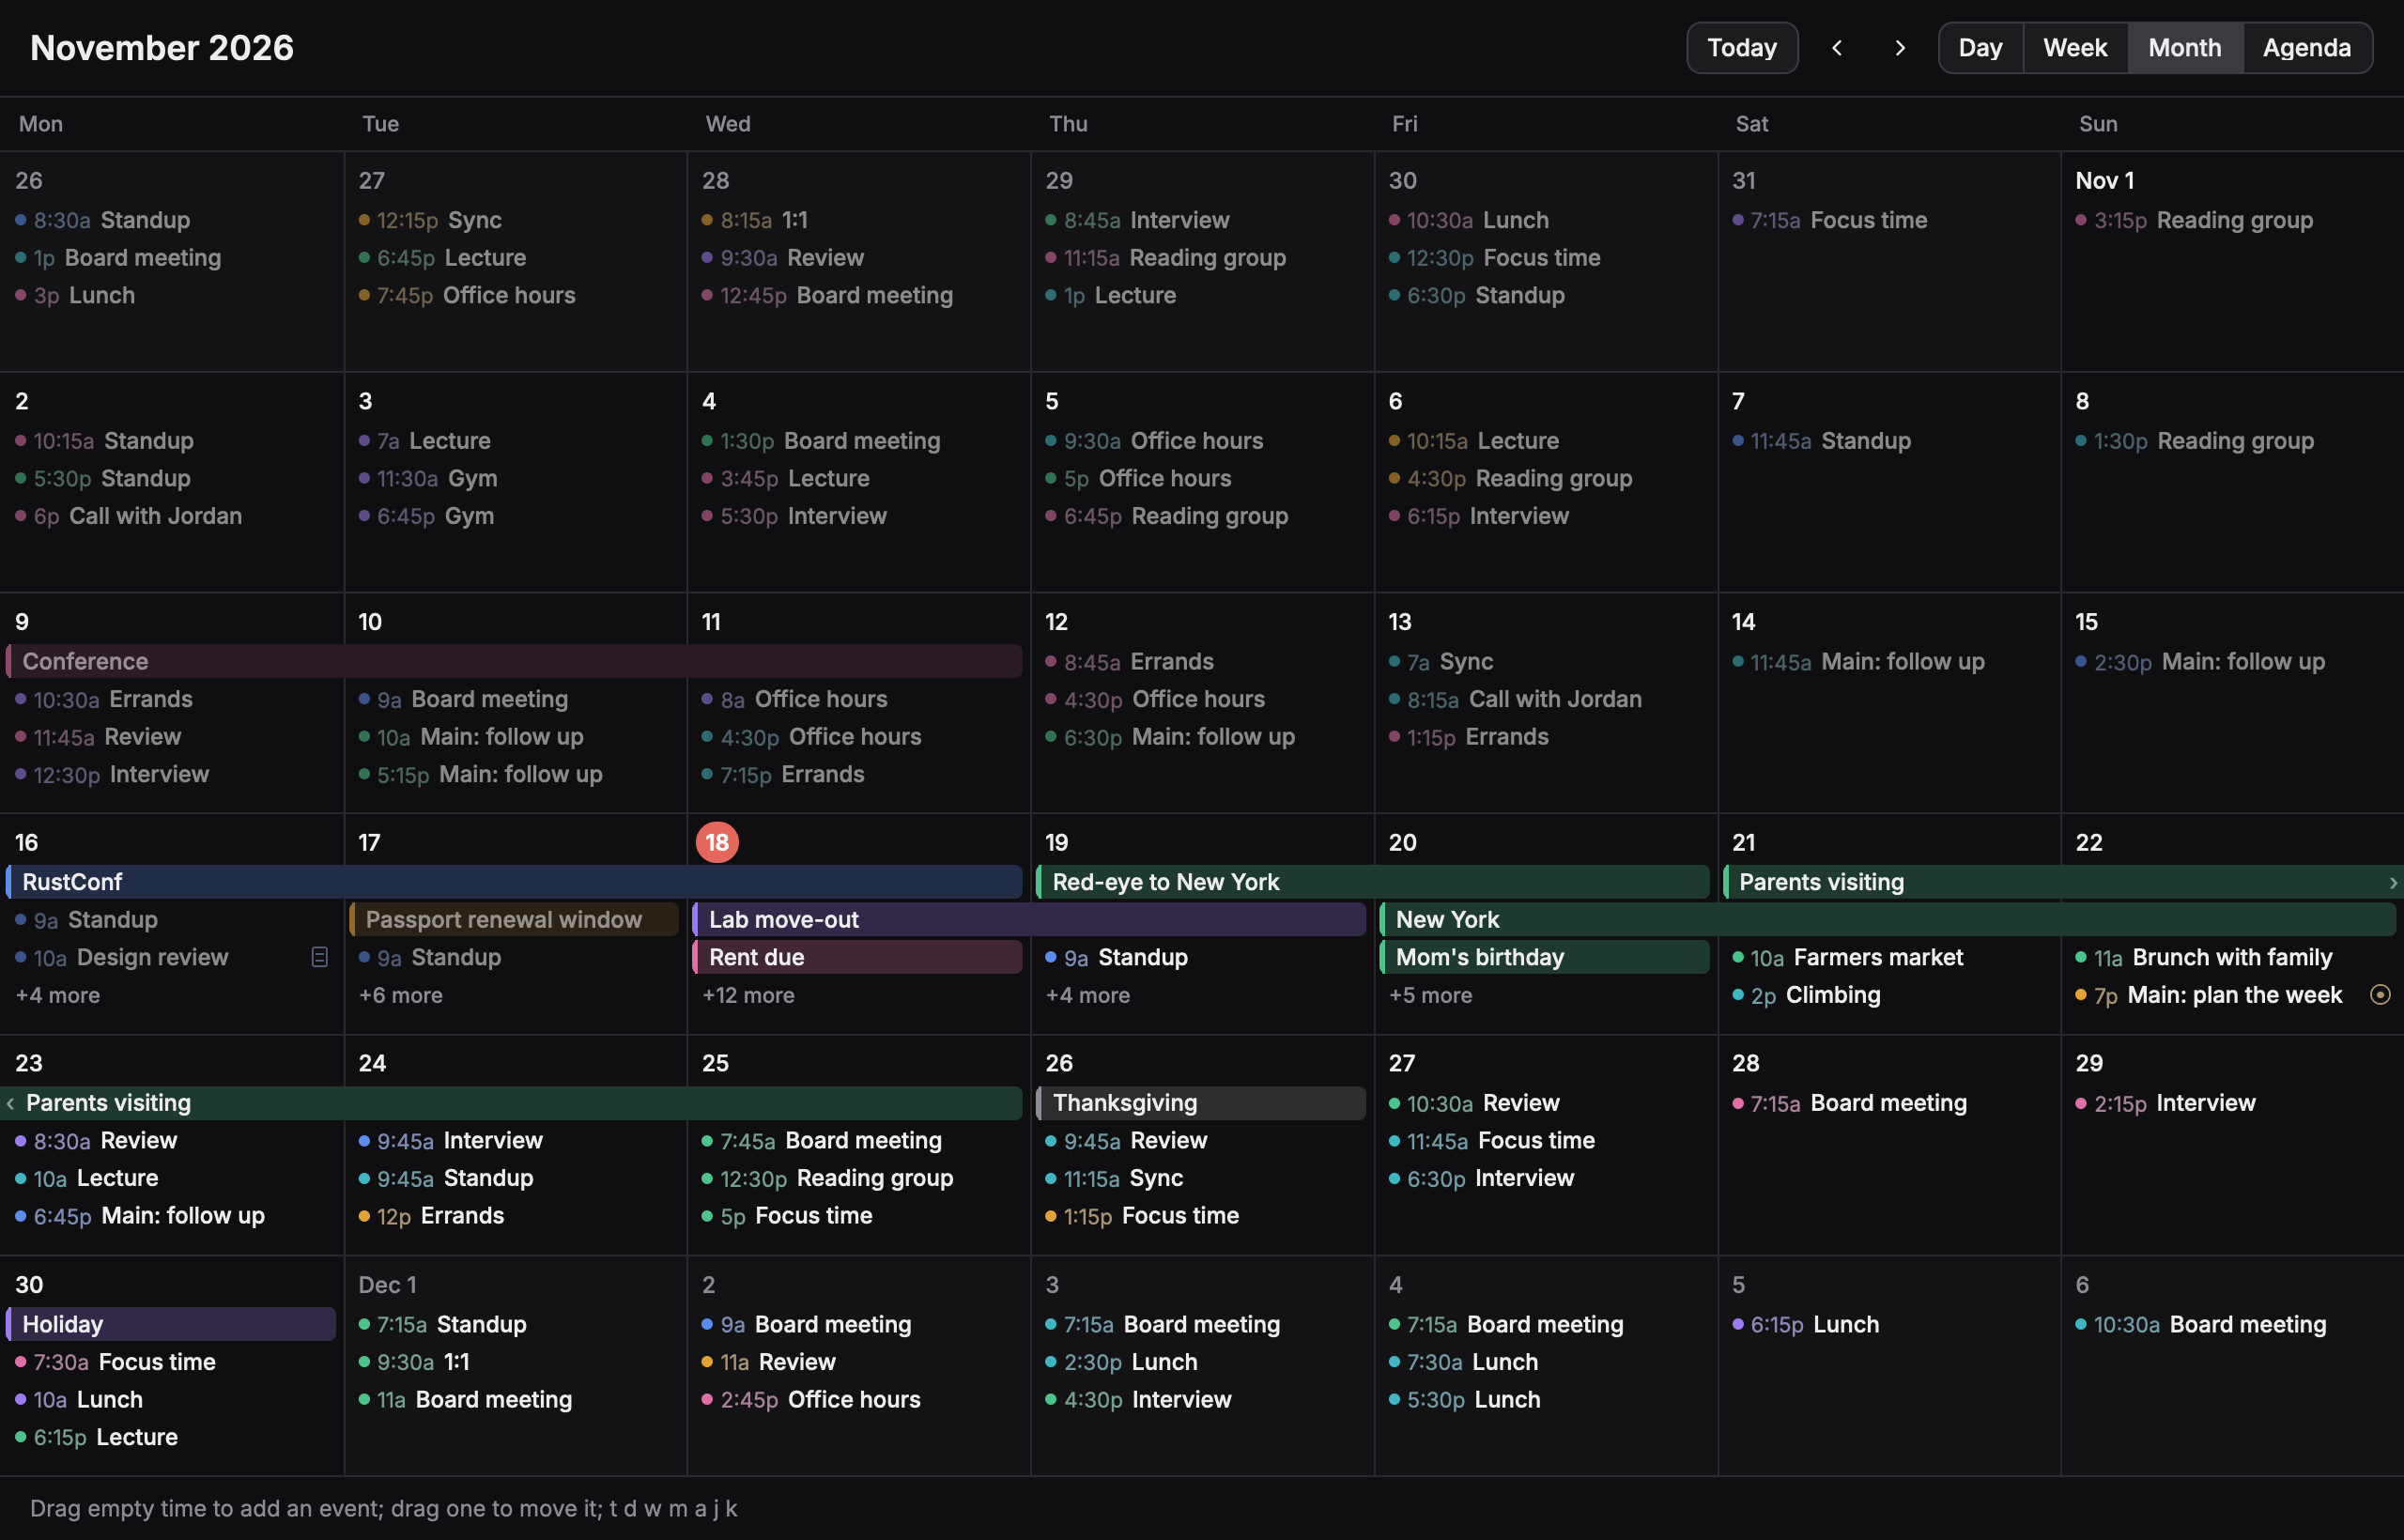 November 2026
Today
Day Week Month Agenda
Mon Tue Wed Thu Fri Sat Sun
26
8:30a Standup
1p Board meeting
3p Lunch
27
12:15p Sync
6:45p Lecture
7:45p Office hours
28
8:15a 1:1
9:30a Review
12:45p Board meeting
29
8:45a Interview
11:15a Reading group
1p Lecture
30
10:30a Lunch
12:30p Focus time
6:30p Standup
31
7:15a Focus time
Nov 1
3:15p Reading group
2
10:15a Standup
5:30p Standup
6p Call with Jordan
3
7a Lecture
11:30a Gym
6:45p Gym
4
1:30p Board meeting
3:45p Lecture
5:30p Interview
5
9:30a Office hours
5p Office hours
6:45p Reading group
6
10:15a Lecture
4:30p Reading group
6:15p Interview
7
11:45a Standup
8
1:30p Reading group
9
Conference
10:30a Errands
11:45a Review
12:30p Interview
10
9a Board meeting
10a Main: follow up
5:15p Main: follow up
11
8a Office hours
4:30p Office hours
7:15p Errands
12
8:45a Errands
4:30p Office hours
6:30p Main: follow up
13
7a Sync
8:15a Call with Jordan
1:15p Errands
14
11:45a Main: follow up
15
2:30p Main: follow up
16
RustConf
9a Standup
10a Design review
+4 more
17
Passport renewal window
9a Standup
+6 more
18
Lab move-out
Rent due
+12 more
19
Red-eye to New York
9a Standup
+4 more
20
New York
Mom's birthday
+5 more
21
Parents visiting
10a Farmers market
2p Climbing
22
11a Brunch with family
7p Main: plan the week
23
Parents visiting
8:30a Review
10a Lecture
6:45p Main: follow up
24
9:45a Interview
9:45a Standup
12p Errands
25
7:45a Board meeting
12:30p Reading group
5p Focus time
26
Thanksgiving
9:45a Review
11:15a Sync
1:15p Focus time
27
10:30a Review
11:45a Focus time
6:30p Interview
28
7:15a Board meeting
29
2:15p Interview
30
Holiday
7:30a Focus time
10a Lunch
6:15p Lecture
Dec 1
7:15a Standup
9:30a 1:1
11a Board meeting
2
9a Board meeting
11a Review
2:45p Office hours
3
7:15a Board meeting
2:30p Lunch
4:30p Interview
4
7:15a Board meeting
7:30a Lunch
5:30p Lunch
5
6:15p Lunch
6
10:30a Board meeting
Drag empty time to add an event; drag one to move it; t d w m a j k